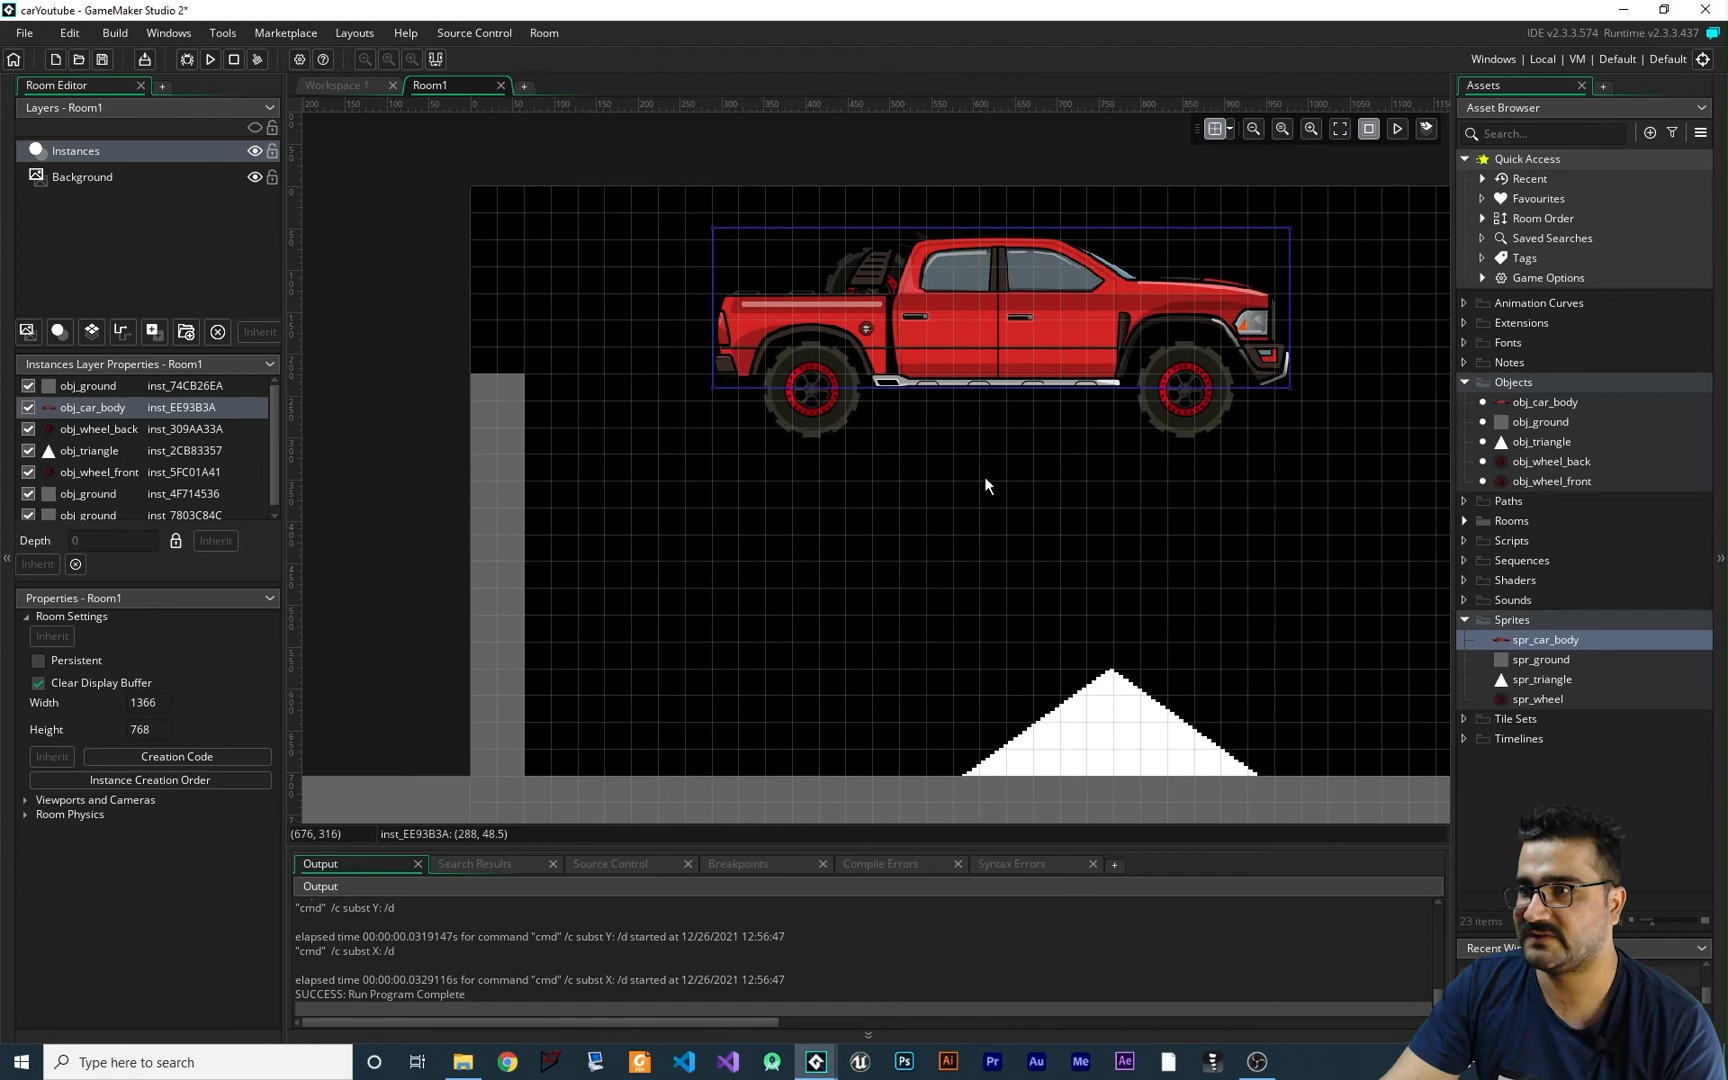 carYoutube - GameMaker Studio 2*
File Edit Build Windows Tools Marketplace Layouts Help Source Control Room
IDE v2.3.3.574 Runtime v2.3.3.437
Windows | Local | VM | Default | Default
Room Editor
Workspace 1
Room1
Assets
Layers - Room1
Asset Browser
Search...
Instances
Background
Quick Access
Recent
Favourites
Room Order
Saved Searches
Tags
Game Options
Animation Curves
Extensions
Fonts
Notes
Objects
obj_car_body
obj_ground
obj_triangle
obj_wheel_back
obj_wheel_front
Paths
Rooms
Scripts
Sequences
Shaders
Sounds
Sprites
spr_car_body
spr_ground
spr_triangle
spr_wheel
Tile Sets
Timelines
23 items
Inherit
Instances Layer Properties - Room1
obj_ground inst_74CB26EA
obj_car_body inst_EE93B3A
obj_wheel_back inst_309AA33A
obj_triangle inst_2CB83357
obj_wheel_front inst_5FC01A41
obj_ground inst_4F714536
obj_ground inst_7803C84C
Depth 0 Inherit
Inherit
Properties - Room1
Room Settings
Inherit
Persistent
Clear Display Buffer
Width 1366
Height 768
Inherit Creation Code
Instance Creation Order
Viewports and Cameras
Room Physics
(676, 316) inst_EE93B3A: (288, 48.5)
Output Search Results Source Control Breakpoints Compile Errors Syntax Errors
Output
"cmd" /c subst Y: /d
elapsed time 00:00:00.0319147s for command "cmd" /c subst Y: /d started at 12/26/2021 12:56:47
"cmd" /c subst X: /d
elapsed time 00:00:00.0329116s for command "cmd" /c subst X: /d started at 12/26/2021 12:56:47
SUCCESS: Run Program Complete
Type here to search
Ps Ai Pr Au Me Ae